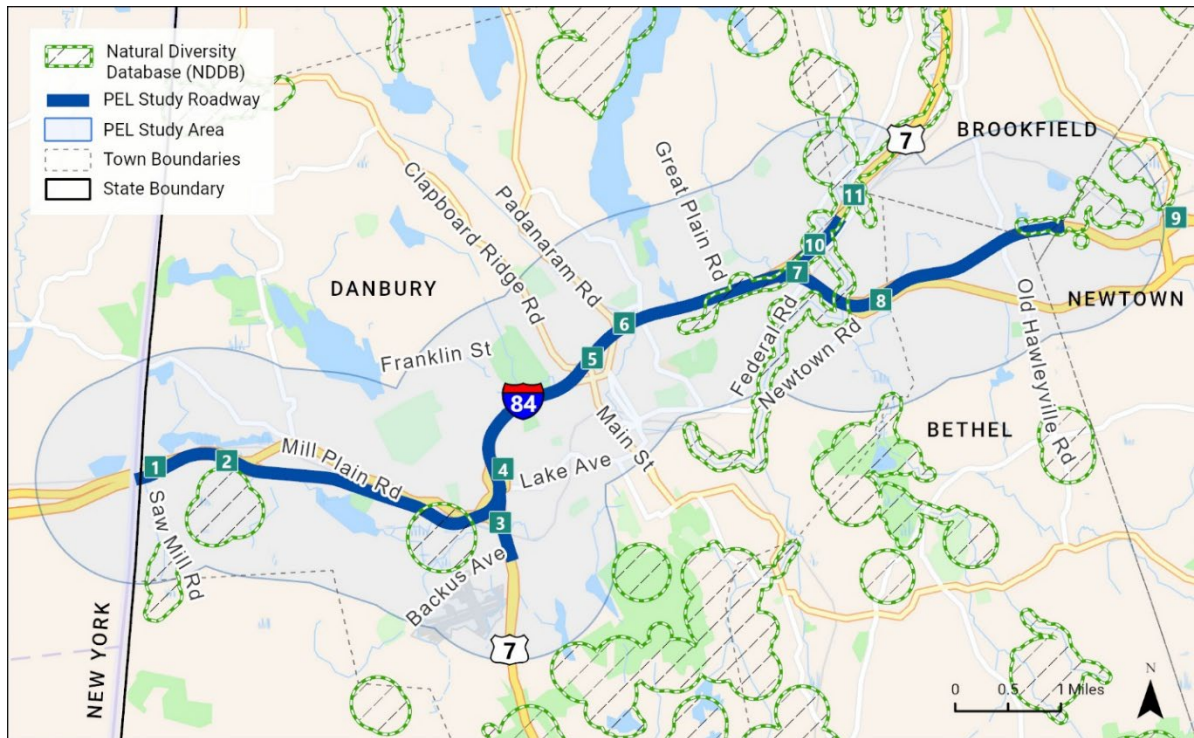 Natural Diversity
Database (NDDB)
PEL Study Roadway
PEL Study Area
Town Boundaries
State Boundary
7
BROOKFIELD
Great Plain Rd
Clapboard Ridge Rd
Padanaram Rd
11
9
10
7
DANBURY
8
NEWTOWN
6
Federal Rd
Newtown Rd
Old Hawleyville Rd
Franklin St
5
84
Main St
BETHEL
1
2
Mill Plain Rd
4
Lake Ave
Saw Mill Rd
3
Backus Ave
NEW YORK
7
N
0 0.5 1 Miles